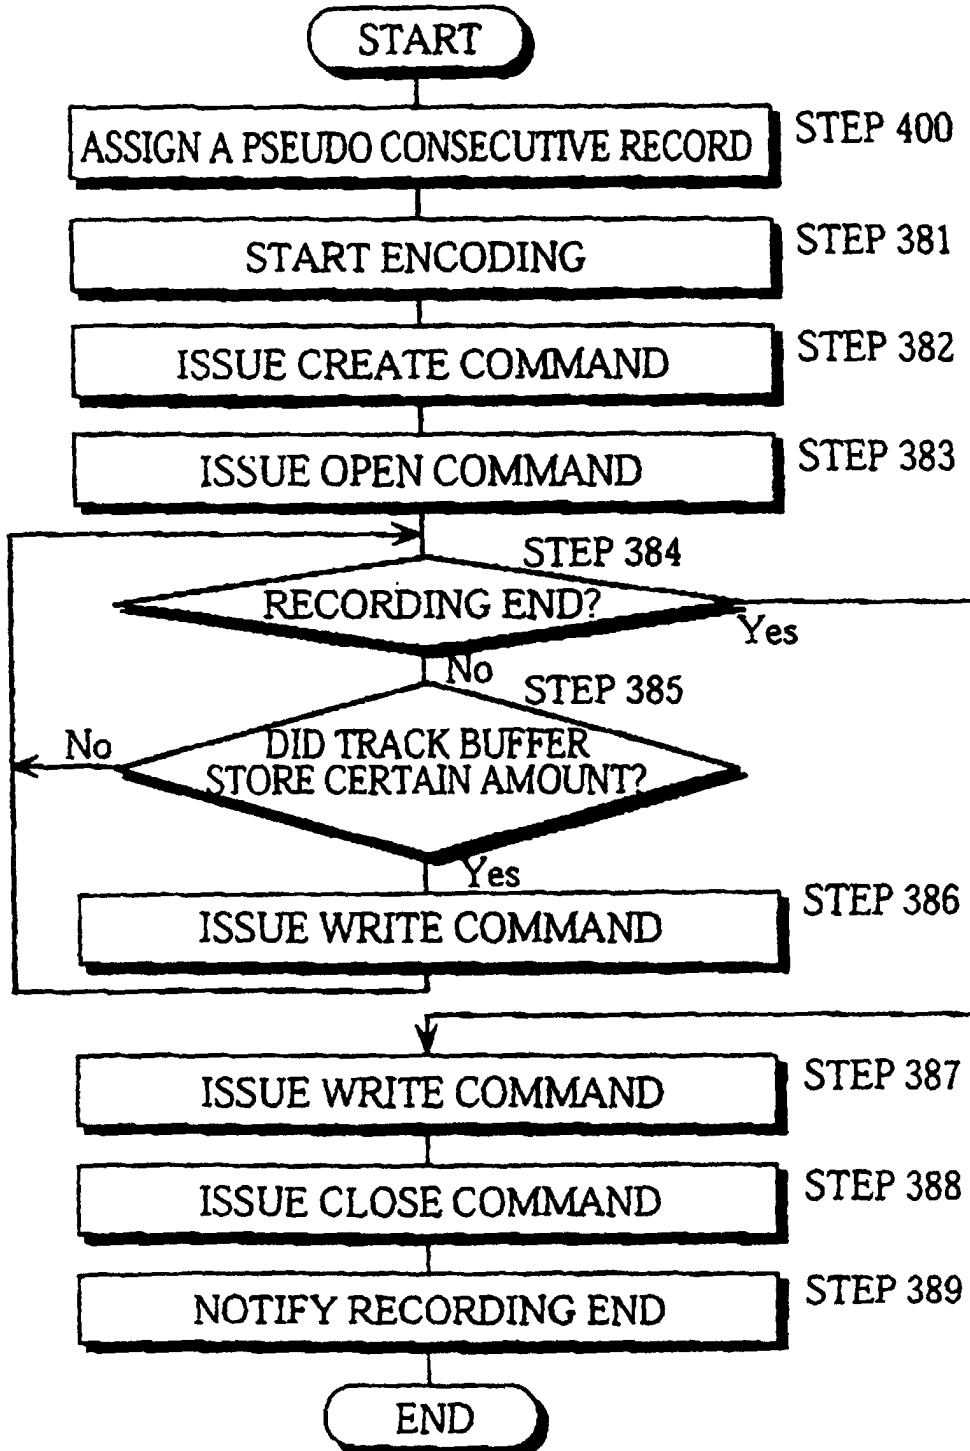 START
ASSIGN A PSEUDO CONSECUTIVE RECORD
STEP 400
START ENCODING
STEP 381
ISSUE CREATE COMMAND
STEP 382
ISSUE OPEN COMMAND
STEP 383
STEP 384
RECORDING END?
Yes
No
STEP 385
No
DID TRACK BUFFER
STORE CERTAIN AMOUNT?
Yes
ISSUE WRITE COMMAND
STEP 386
ISSUE WRITE COMMAND
STEP 387
ISSUE CLOSE COMMAND
STEP 388
NOTIFY RECORDING END
STEP 389
END